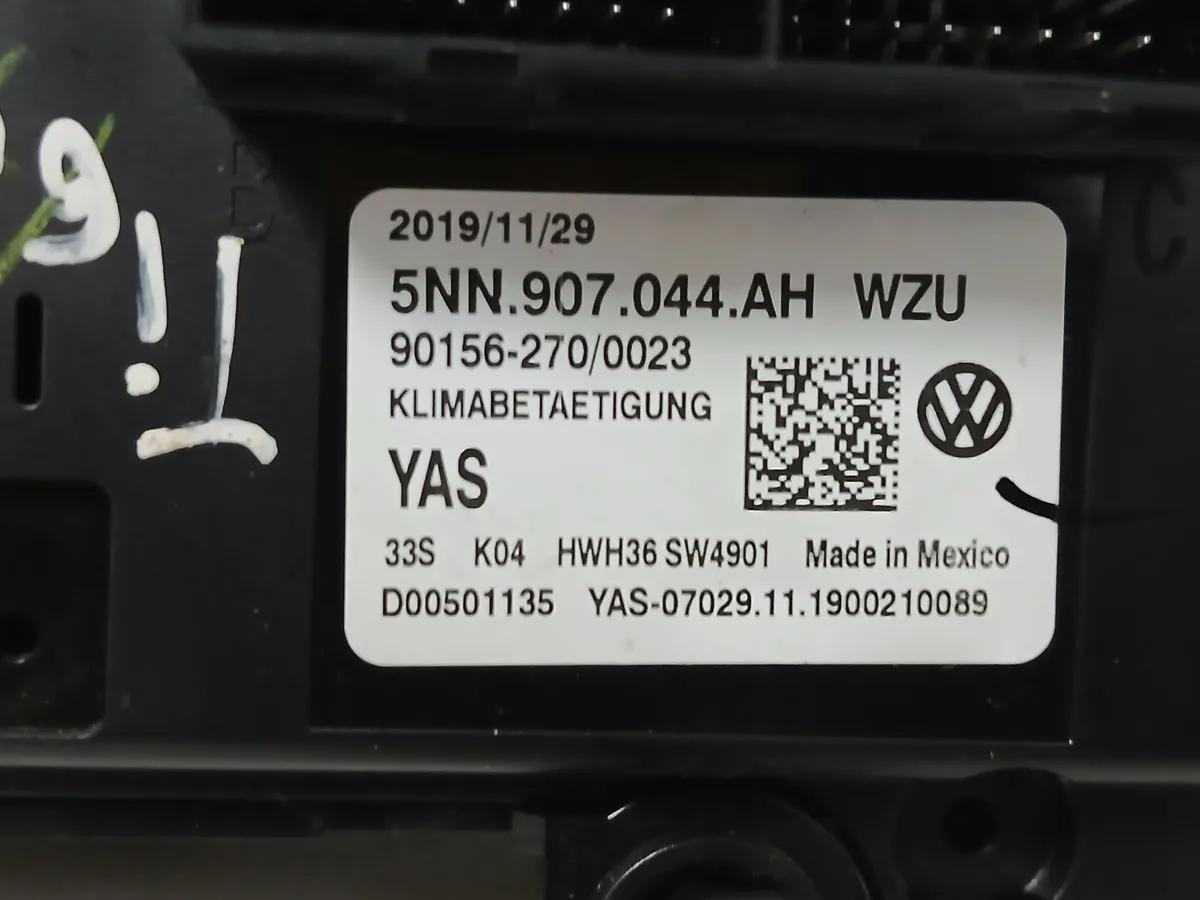 2019/11/29
5NN.907.044.AH WZU
90156-270/0023
KLIMABETAETIGUNG
YAS
33S K04 HWH36 SW4901 Made in Mexico
D00501135 YAS-07029.11.1900210089
B
C